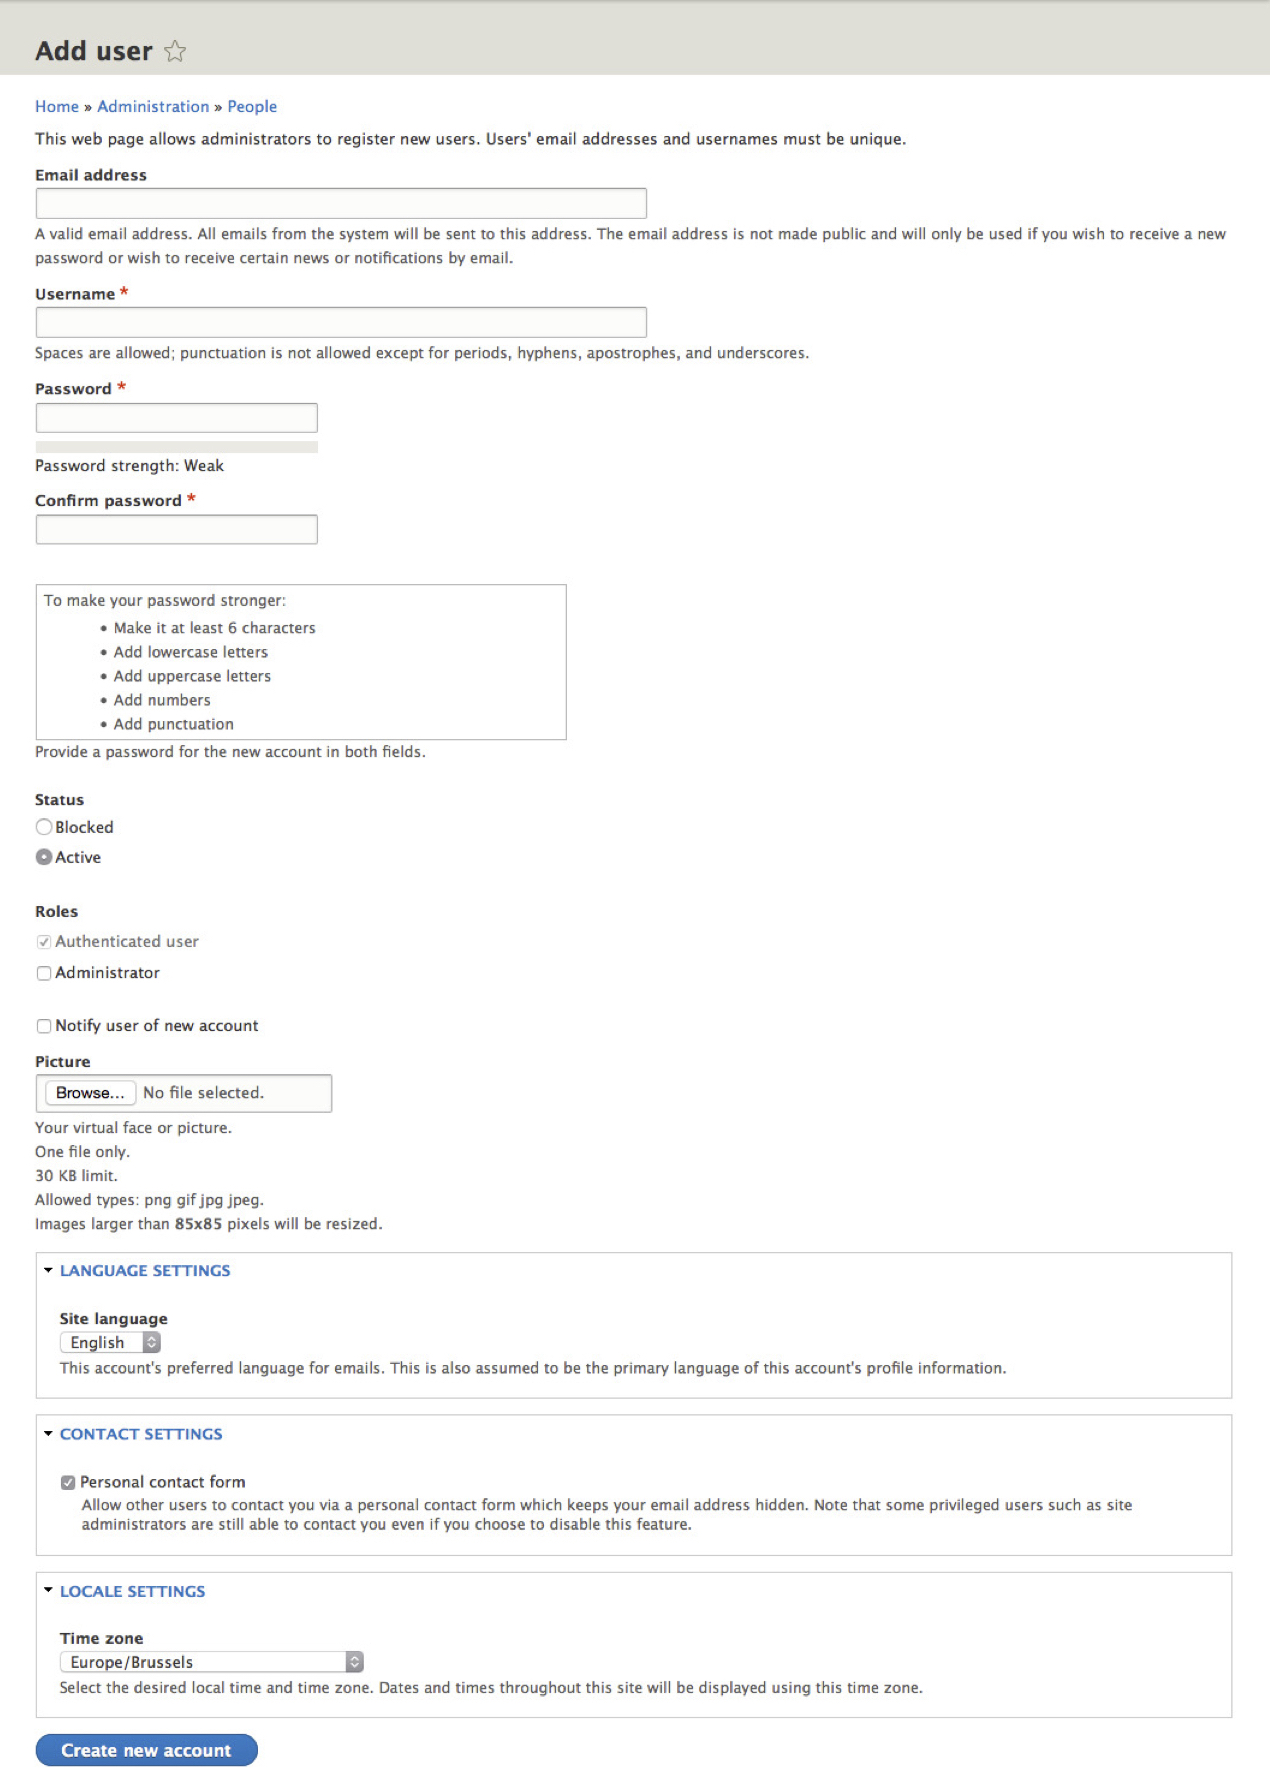 Add user
Home » Administration » People
This web page allows administrators to register new users. Users' email addresses and usernames must be unique.
Email address
A valid email address. All emails from the system will be sent to this address. The email address is not made public and will only be used if you wish to receive a new
password or wish to receive certain news or notifications by email.
Username *
Spaces are allowed; punctuation is not allowed except for periods, hyphens, apostrophes, and underscores.
Password *
Password strength: Weak
Confirm password *
To make your password stronger:
• Make it at least 6 characters
• Add lowercase letters
• Add uppercase letters
• Add numbers
• Add punctuation
Provide a password for the new account in both fields.
Status
Blocked
Active
Roles
Authenticated user
Administrator
Notify user of new account
Picture
Browse... No file selected.
Your virtual face or picture.
One file only.
30 KB limit.
Allowed types: png gif jpg jpeg.
Images larger than 85x85 pixels will be resized.
LANGUAGE SETTINGS
Site language
English
This account's preferred language for emails. This is also assumed to be the primary language of this account's profile information.
CONTACT SETTINGS
Personal contact form
Allow other users to contact you via a personal contact form which keeps your email address hidden. Note that some privileged users such as site
administrators are still able to contact you even if you choose to disable this feature.
LOCALE SETTINGS
Time zone
Europe/Brussels
Select the desired local time and time zone. Dates and times throughout this site will be displayed using this time zone.
Create new account